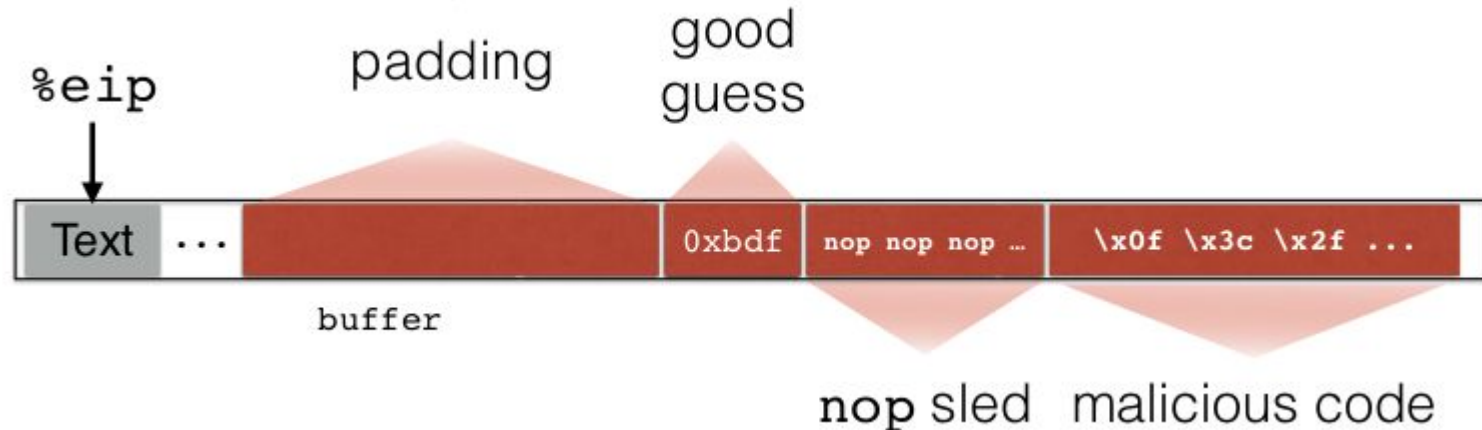 %eip
padding
good
guess
Text ... 0xbdf nop nop nop … \x0f \x3c \x2f ...
buffer
nop sled malicious code